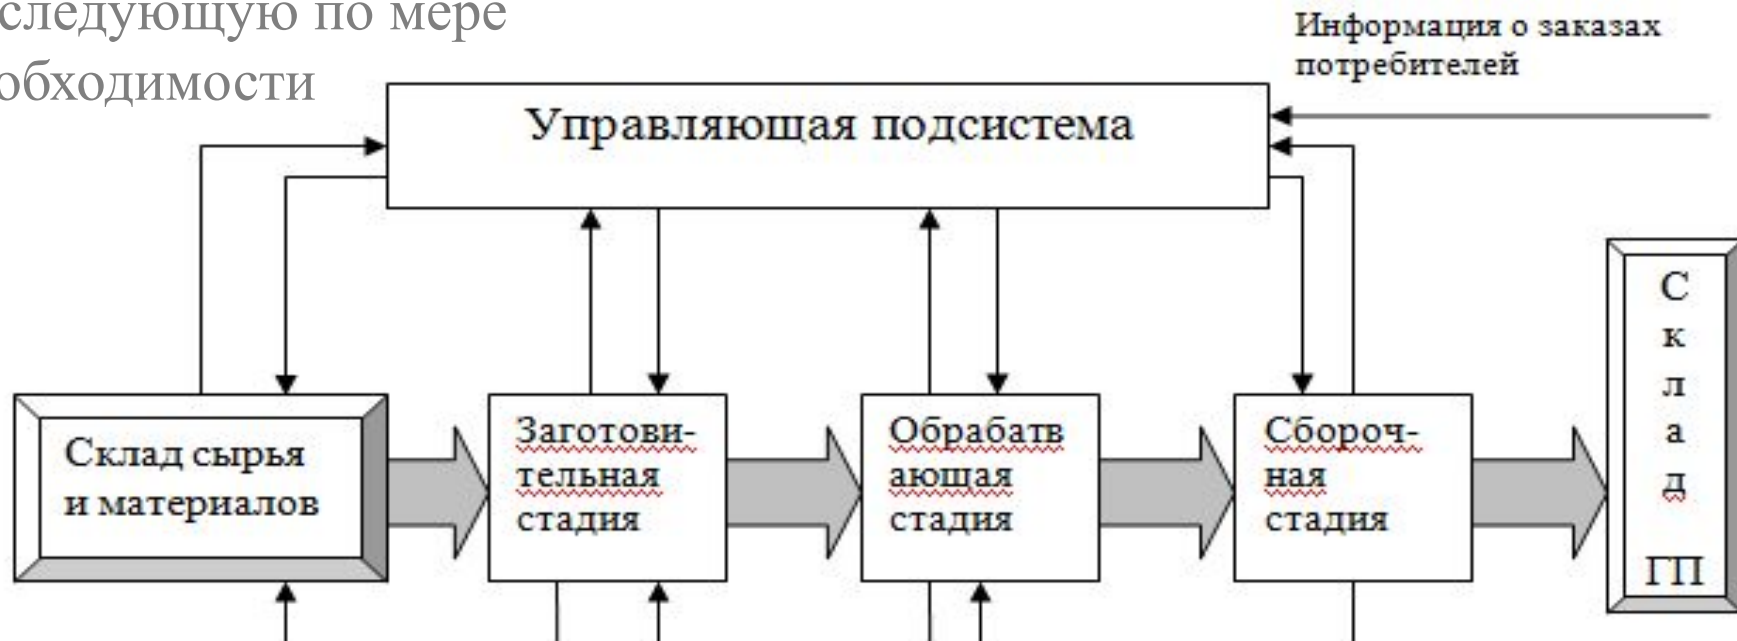 следующую по мере
обходимости
Информация о заказах
потребителей
Управляющая подсистема
Склад сырья
и материалов
Заготови-
тельная
стадия
Обрабатв
ающая
стадия
Сбороч-
ная
стадия
С
к
л
а
д
ГП